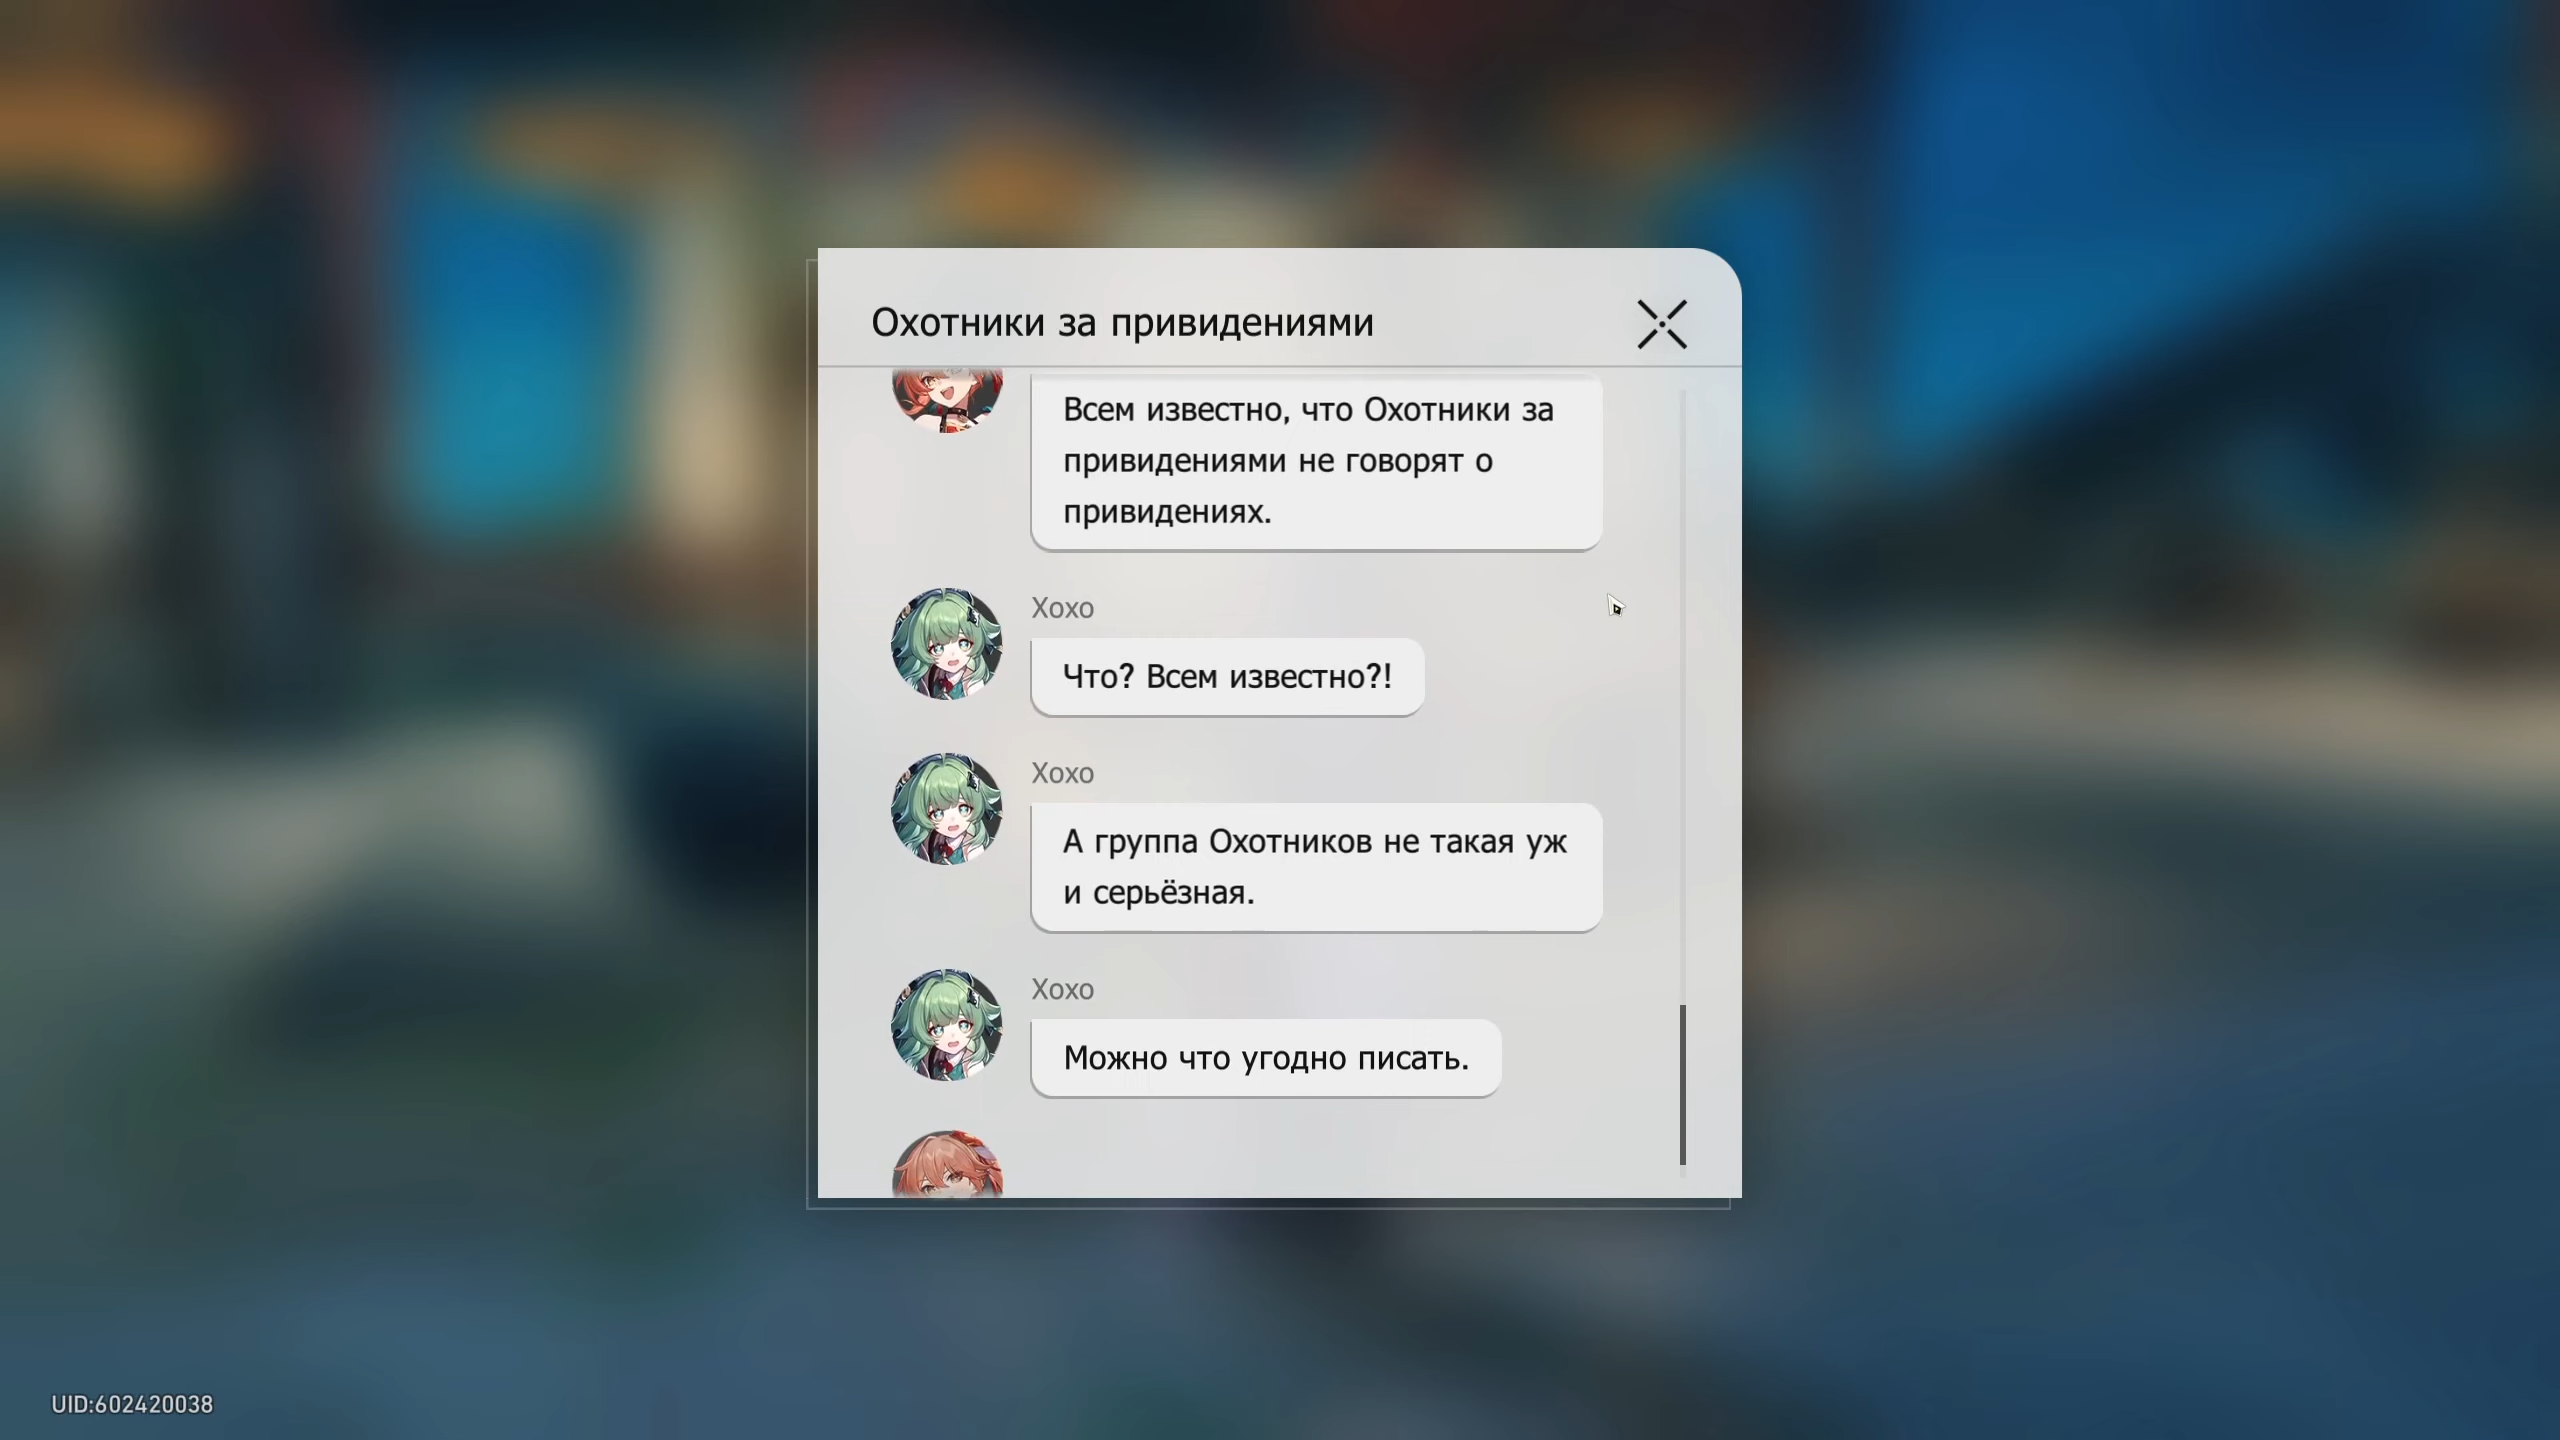 Охотники за привидениями
Всем известно, что Охотники за
привидениями не говорят о
привидениях.
Хохо
Что? Всем известно?!
Хохо
А группа Охотников не такая уж
и серьёзная.
Хохо
Можно что угодно писать.
UID:602420038